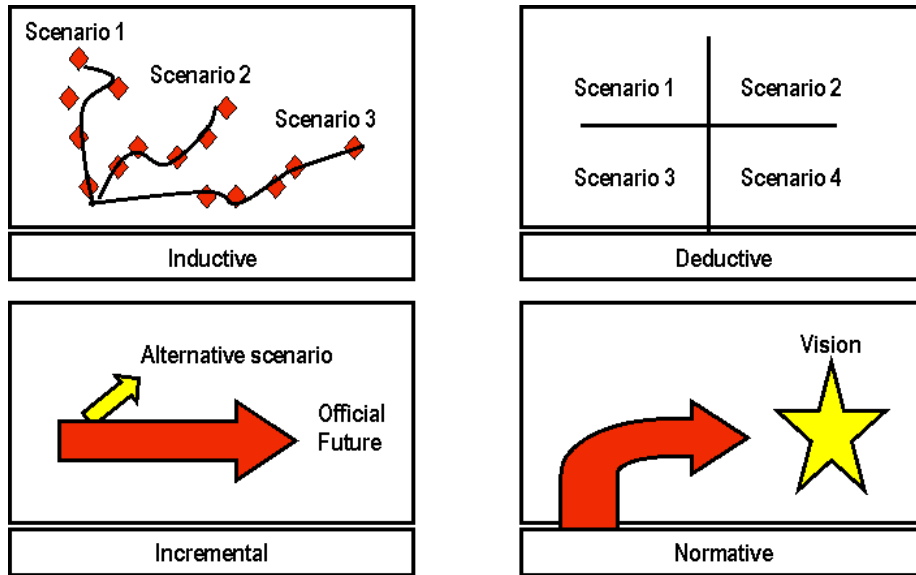 Scenario 1
Scenario 2
Scenario 3
Inductive
Scenario 1
Scenario 2
Scenario 3
Scenario 4
Deductive
Alternative scenario
Official
Future
Incremental
Vision
Normative